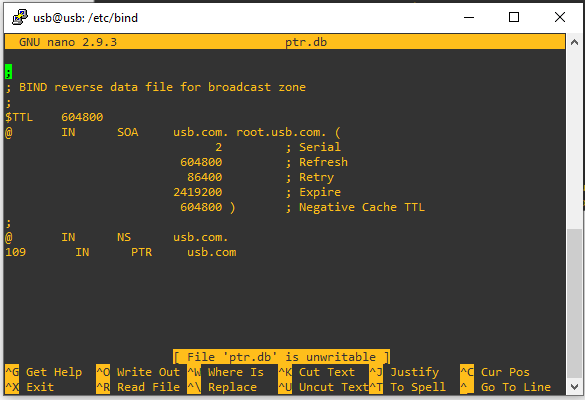 usb@usb: /etc/bind
GNU nano 2.9.3 ptr.db
;
; BIND reverse data file for broadcast zone
;
$TTL 604800
@ IN SOA usb.com. root.usb.com. (
2 ; Serial
604800 ; Refresh
86400 ; Retry
2419200 ; Expire
604800 ) ; Negative Cache TTL
;
@ IN NS usb.com.
109 IN PTR usb.com
[ File 'ptr.db' is unwritable ]
^G Get Help ^O Write Out ^W Where Is ^K Cut Text ^J Justify ^C Cur Pos
^X Exit ^R Read File ^\ Replace ^U Uncut Text ^T To Spell ^_ Go To Line